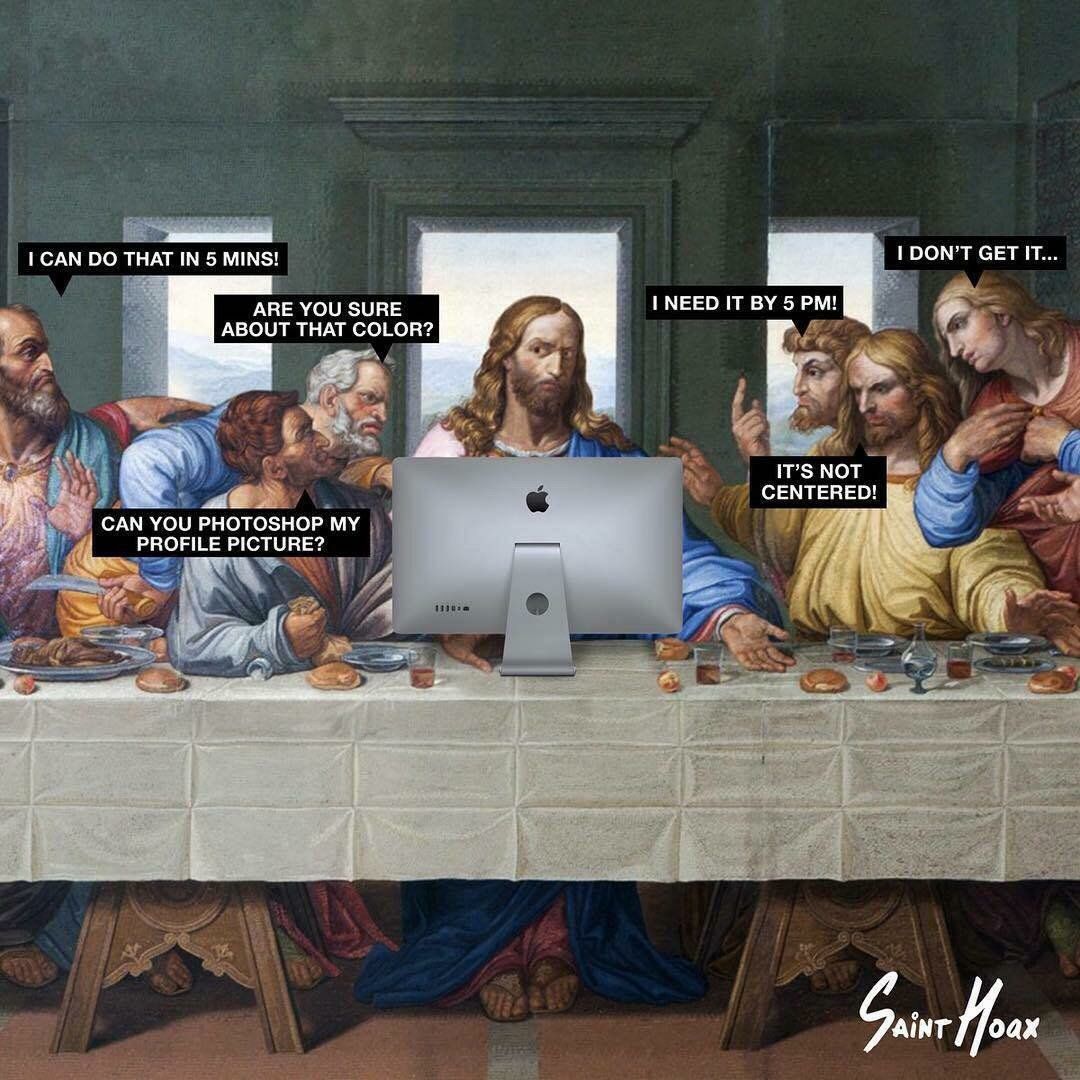 I CAN DO THAT IN 5 MINS!
ARE YOU SURE
ABOUT THAT COLOR?
CAN YOU PHOTOSHOP MY
PROFILE PICTURE?
I NEED IT BY 5 PM!
IT'S NOT
CENTERED!
I DON'T GET IT...
SAINT HOAX